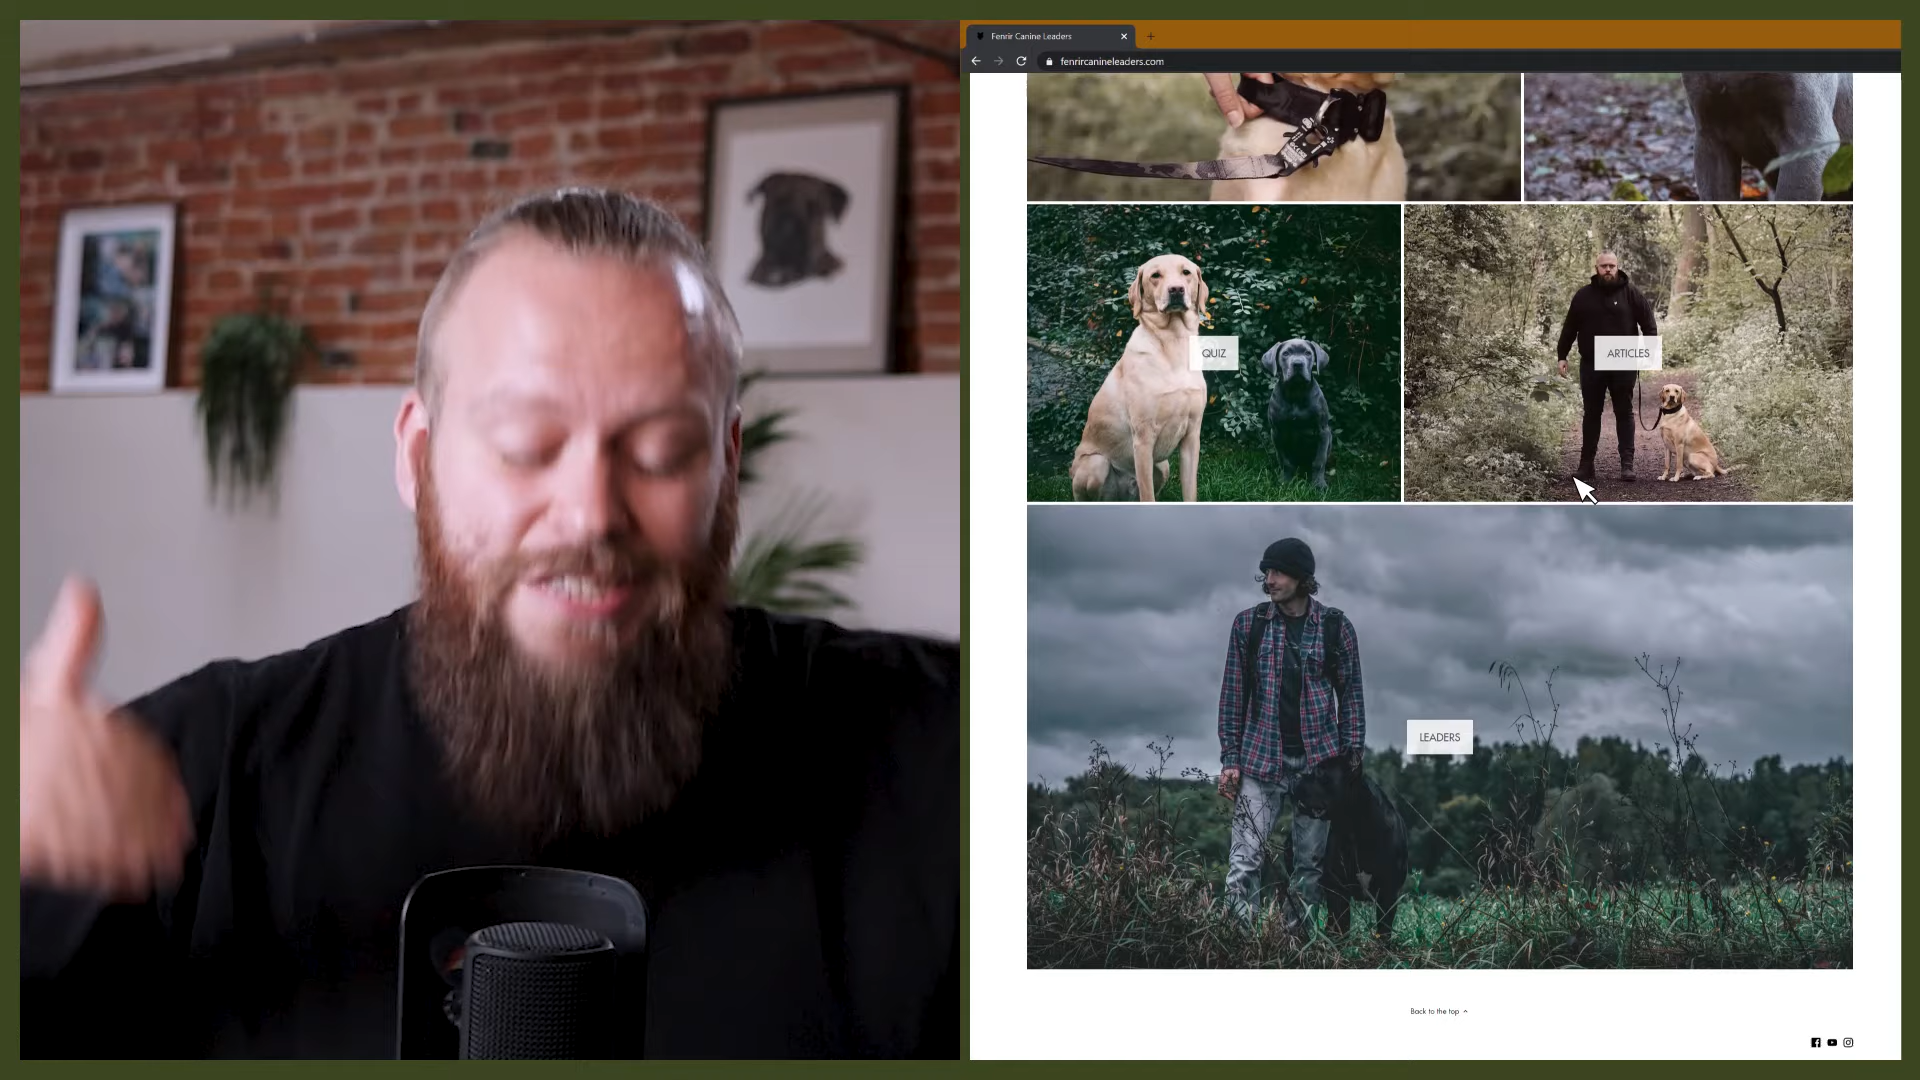 Fenrir Canine Leaders
fenrircanineleaders.com
QUIZ
ARTICLES
LEADERS
Back to the top